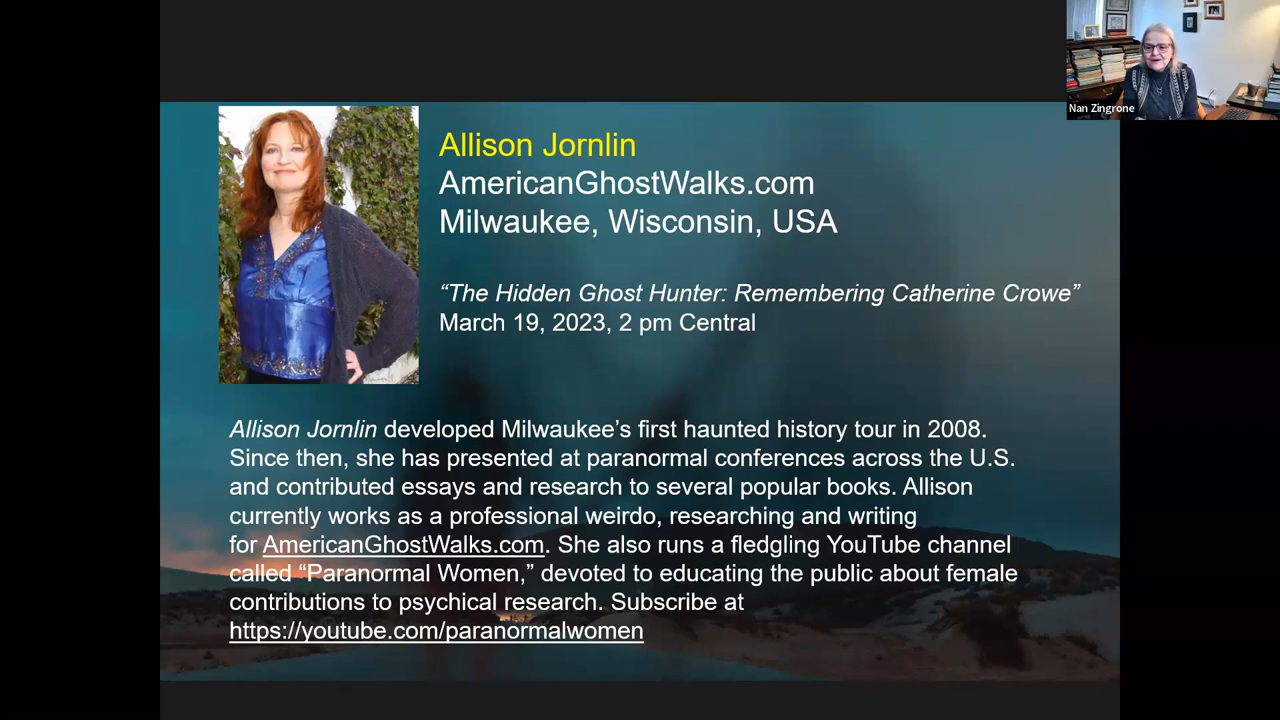 Nan Zingrone
Allison Jornlin
AmericanGhostWalks.com
Milwaukee, Wisconsin, USA
“The Hidden Ghost Hunter: Remembering Catherine Crowe”
March 19, 2023, 2 pm Central
Allison Jornlin developed Milwaukee’s first haunted history tour in 2008.
Since then, she has presented at paranormal conferences across the U.S.
and contributed essays and research to several popular books. Allison
currently works as a professional weirdo, researching and writing
for AmericanGhostWalks.com. She also runs a fledgling YouTube channel
called “Paranormal Women,” devoted to educating the public about female
contributions to psychical research. Subscribe at
https://youtube.com/paranormalwomen